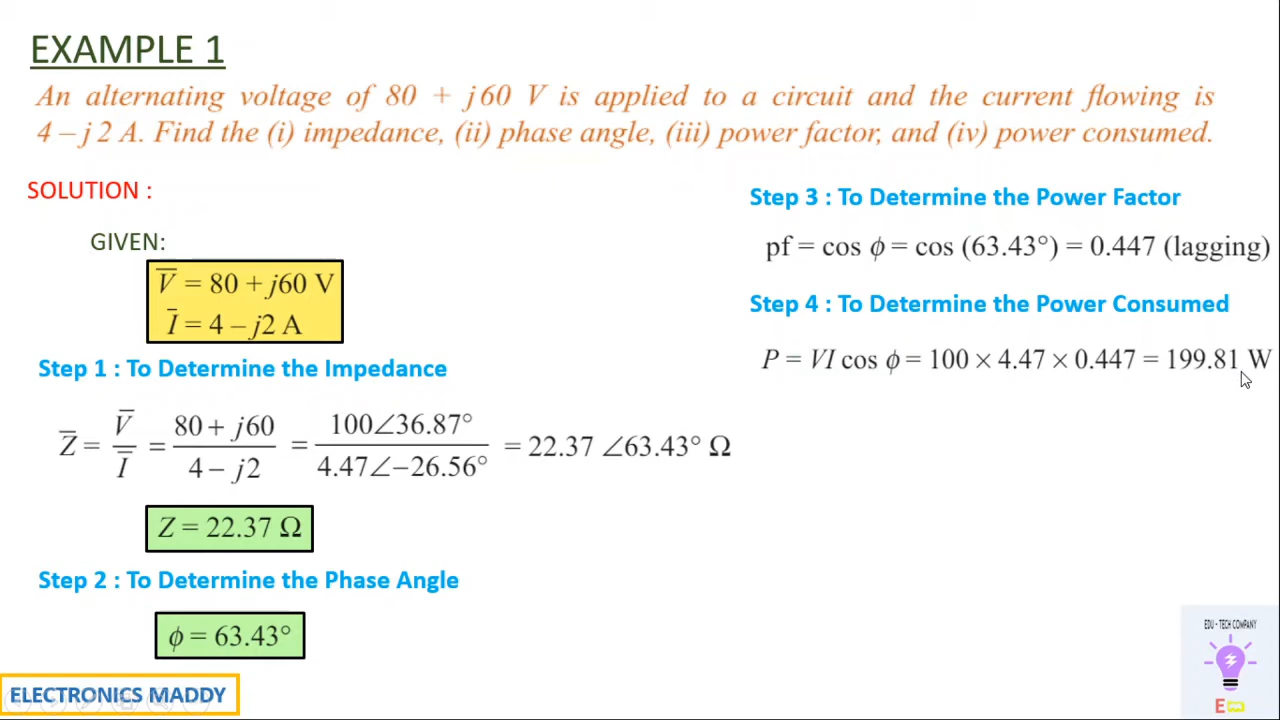 EXAMPLE 1
An alternating voltage of 80 + j60 V is applied to a circuit and the current flowing is
4 – j 2 A. Find the (i) impedance, (ii) phase angle, (iii) power factor, and (iv) power consumed.
SOLUTION :
GIVEN:
V̅ = 80 + j60 V
I̅ = 4 – j2 A
Step 1 : To Determine the Impedance
Z̅ = V̅/I̅ = (80 + j60)/(4 – j2) = 100∠36.87°/4.47∠–26.56° = 22.37 ∠63.43° Ω
Z = 22.37 Ω
Step 2 : To Determine the Phase Angle
ϕ = 63.43°
Step 3 : To Determine the Power Factor
pf = cos ϕ = cos (63.43°) = 0.447 (lagging)
Step 4 : To Determine the Power Consumed
P = VI cos ϕ = 100 × 4.47 × 0.447 = 199.81 W
ELECTRONICS MADDY
EDU - TECH COMPANY